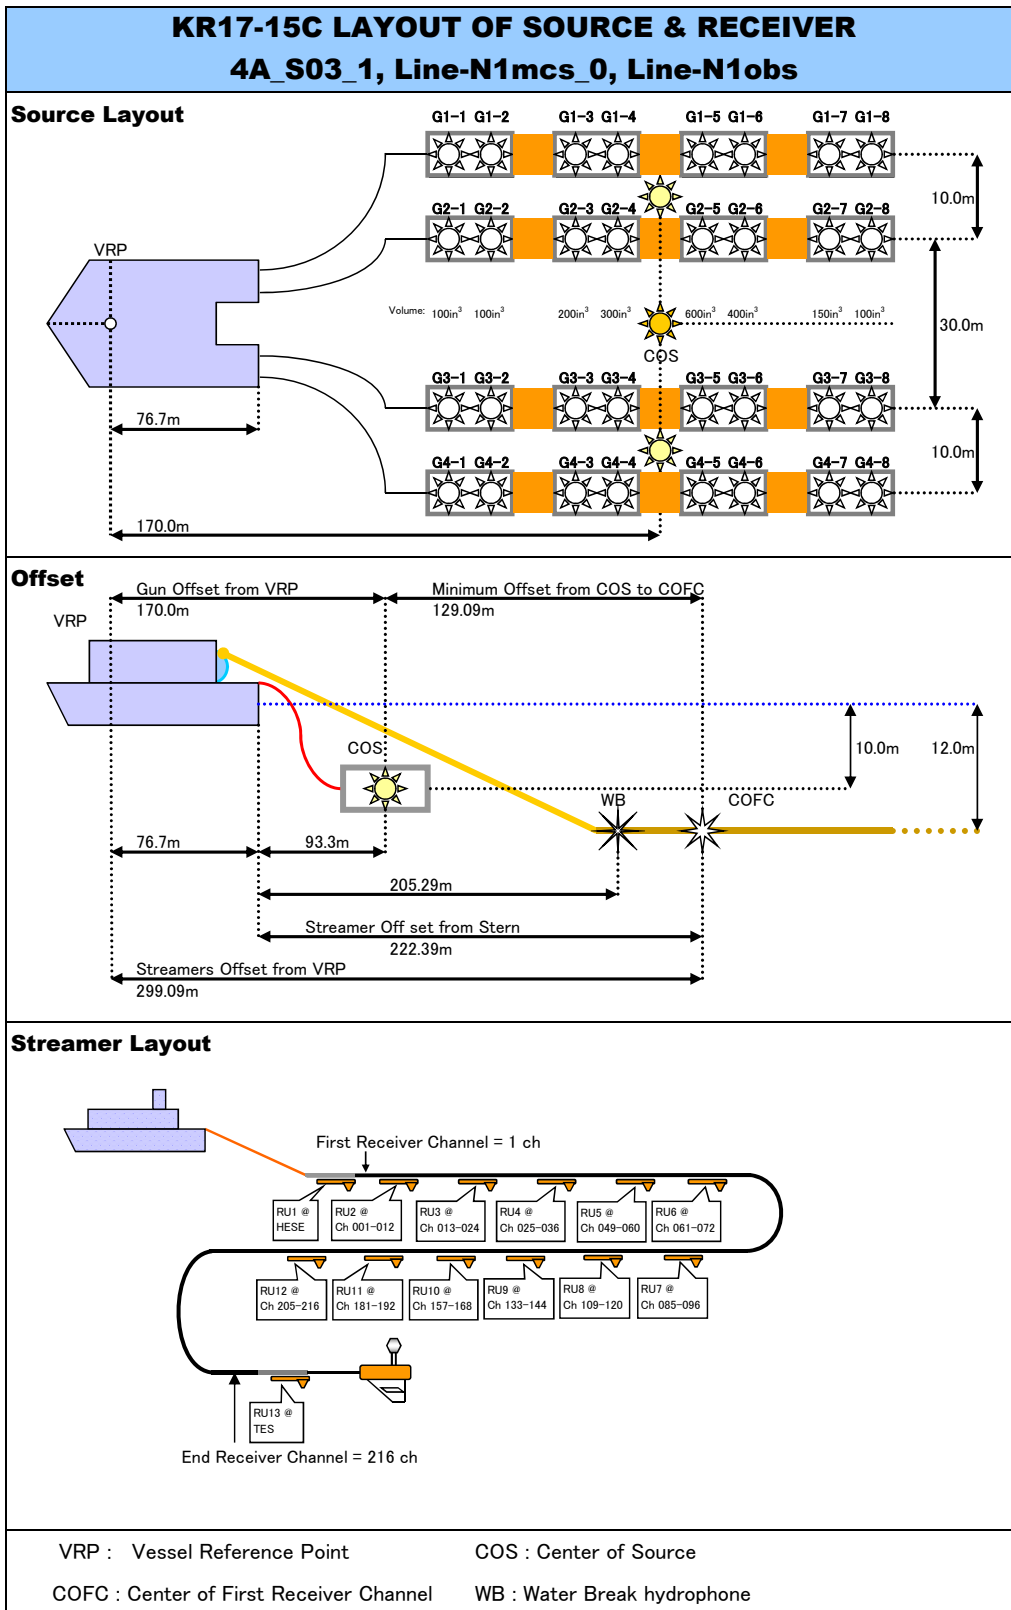 KR17-15C LAYOUT OF SOURCE & RECEIVER
4A_S03_1, Line-N1mcs_0, Line-N1obs
Source Layout
G1-1 G1-2 G1-3 G1-4 G1-5 G1-6 G1-7 G1-8
10.0m
G2-1 G2-2 G2-3 G2-4 G2-5 G2-6 G2-7 G2-8
VRP
Volume: 100in³ 100in³ 200in³ 300in³ 600in³ 400in³ 150in³ 100in³
30.0m
COS
G3-1 G3-2 G3-3 G3-4 G3-5 G3-6 G3-7 G3-8
76.7m
10.0m
G4-1 G4-2 G4-3 G4-4 G4-5 G4-6 G4-7 G4-8
170.0m
Offset
Gun Offset from VRP
170.0m
Minimum Offset from COS to COFC
129.09m
VRP
COS
10.0m
12.0m
WB
COFC
76.7m
93.3m
205.29m
Streamer Off set from Stern
222.39m
Streamers Offset from VRP
299.09m
Streamer Layout
First Receiver Channel = 1 ch
RU1 @
HESE
RU2 @
Ch 001-012
RU3 @
Ch 013-024
RU4 @
Ch 025-036
RU5 @
Ch 049-060
RU6 @
Ch 061-072
RU12 @
Ch 205-216
RU11 @
Ch 181-192
RU10 @
Ch 157-168
RU9 @
Ch 133-144
RU8 @
Ch 109-120
RU7 @
Ch 085-096
RU13 @
TES
End Receiver Channel = 216 ch
VRP : Vessel Reference Point
COS : Center of Source
COFC : Center of First Receiver Channel
WB : Water Break hydrophone